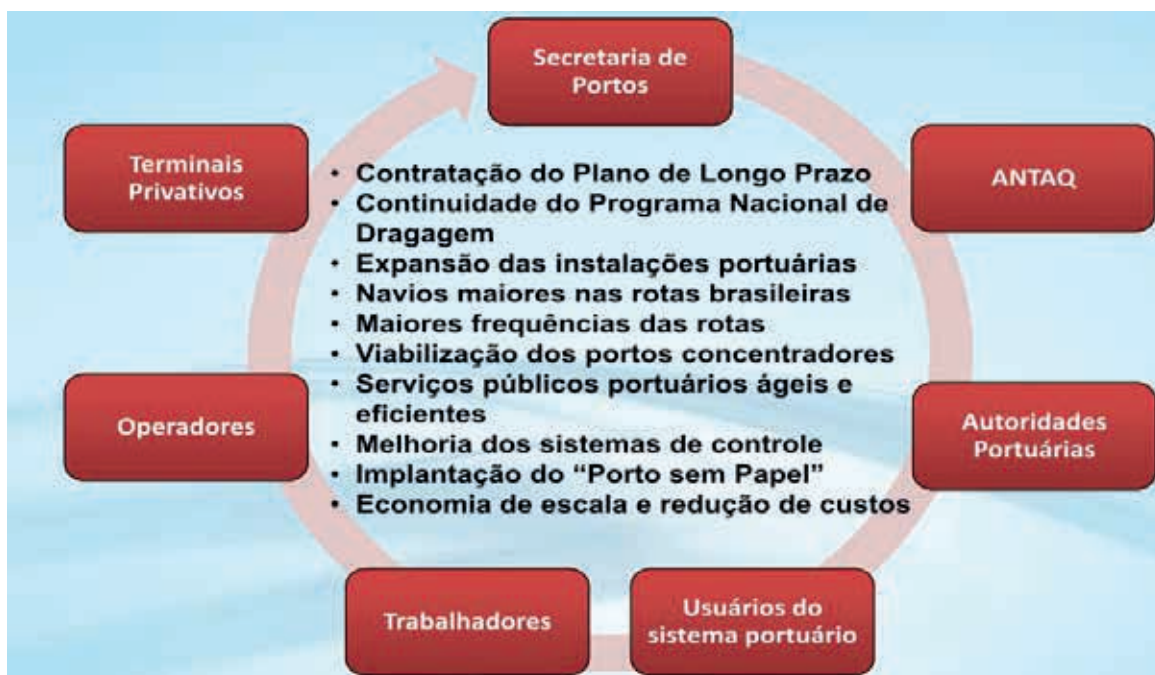 Secretaria de
Portos
Terminais
Privativos
ANTAQ
• Contratação do Plano de Longo Prazo
• Continuidade do Programa Nacional de
Dragagem
• Expansão das instalações portuárias
• Navios maiores nas rotas brasileiras
• Maiores frequências das rotas
• Viabilização dos portos concentradores
• Serviços públicos portuários ágeis e
eficientes
• Melhoria dos sistemas de controle
• Implantação do “Porto sem Papel”
• Economia de escala e redução de custos
Operadores
Autoridades
Portuárias
Trabalhadores
Usuários do
sistema portuário